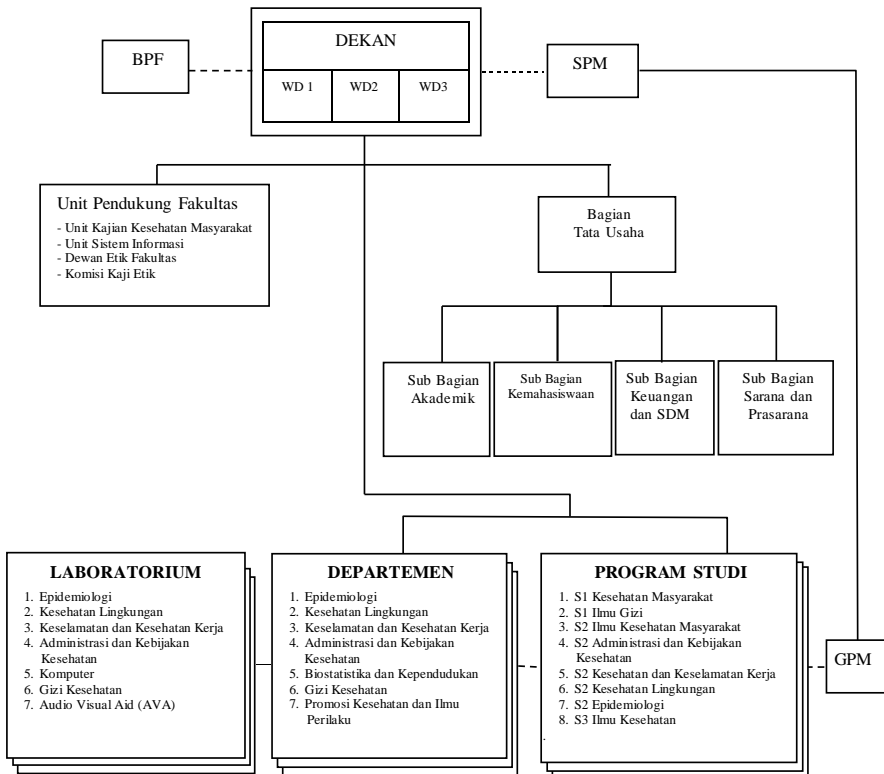 DEKAN
BPF
SPM
WD 1
WD2
WD3
Unit Pendukung Fakultas
- Unit Kajian Kesehatan Masyarakat
- Unit Sistem Informasi
- Dewan Etik Fakultas
- Komisi Kaji Etik
Bagian
Tata Usaha
Sub Bagian
Akademik
Sub Bagian
Kemahasiswaan
Sub Bagian
Keuangan
dan SDM
Sub Bagian
Sarana dan
Prasarana
LABORATORIUM
1. Epidemiologi
2. Kesehatan Lingkungan
3. Keselamatan dan Kesehatan Kerja
4. Administrasi dan Kebijakan
Kesehatan
5. Komputer
6. Gizi Kesehatan
7. Audio Visual Aid (AVA)
DEPARTEMEN
1. Epidemiologi
2. Kesehatan Lingkungan
3. Keselamatan dan Kesehatan Kerja
4. Administrasi dan Kebijakan
Kesehatan
5. Biostatistika dan Kependudukan
6. Gizi Kesehatan
7. Promosi Kesehatan dan Ilmu
Perilaku
PROGRAM STUDI
1. S1 Kesehatan Masyarakat
2. S1 Ilmu Gizi
3. S2 Ilmu Kesehatan Masyarakat
4. S2 Administrasi dan Kebijakan
Kesehatan
5. S2 Kesehatan dan Keselamatan Kerja
6. S2 Kesehatan Lingkungan
7. S2 Epidemiologi
8. S3 Ilmu Kesehatan
.
GPM